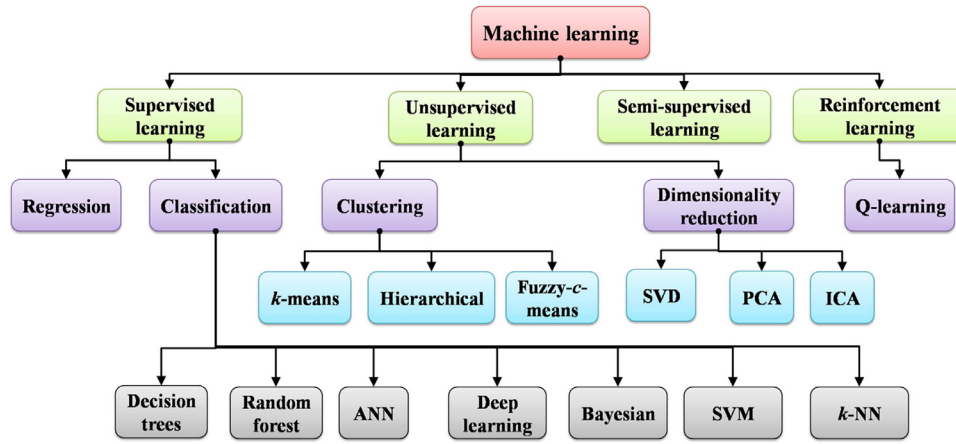 Machine learning
Supervised
learning
Unsupervised
learning
Semi-supervised
learning
Reinforcement
learning
Regression
Classification
Clustering
Dimensionality
reduction
Q-learning
k-means
Hierarchical
Fuzzy-c-
means
SVD
PCA
ICA
Decision
trees
Random
forest
ANN
Deep
learning
Bayesian
SVM
k-NN